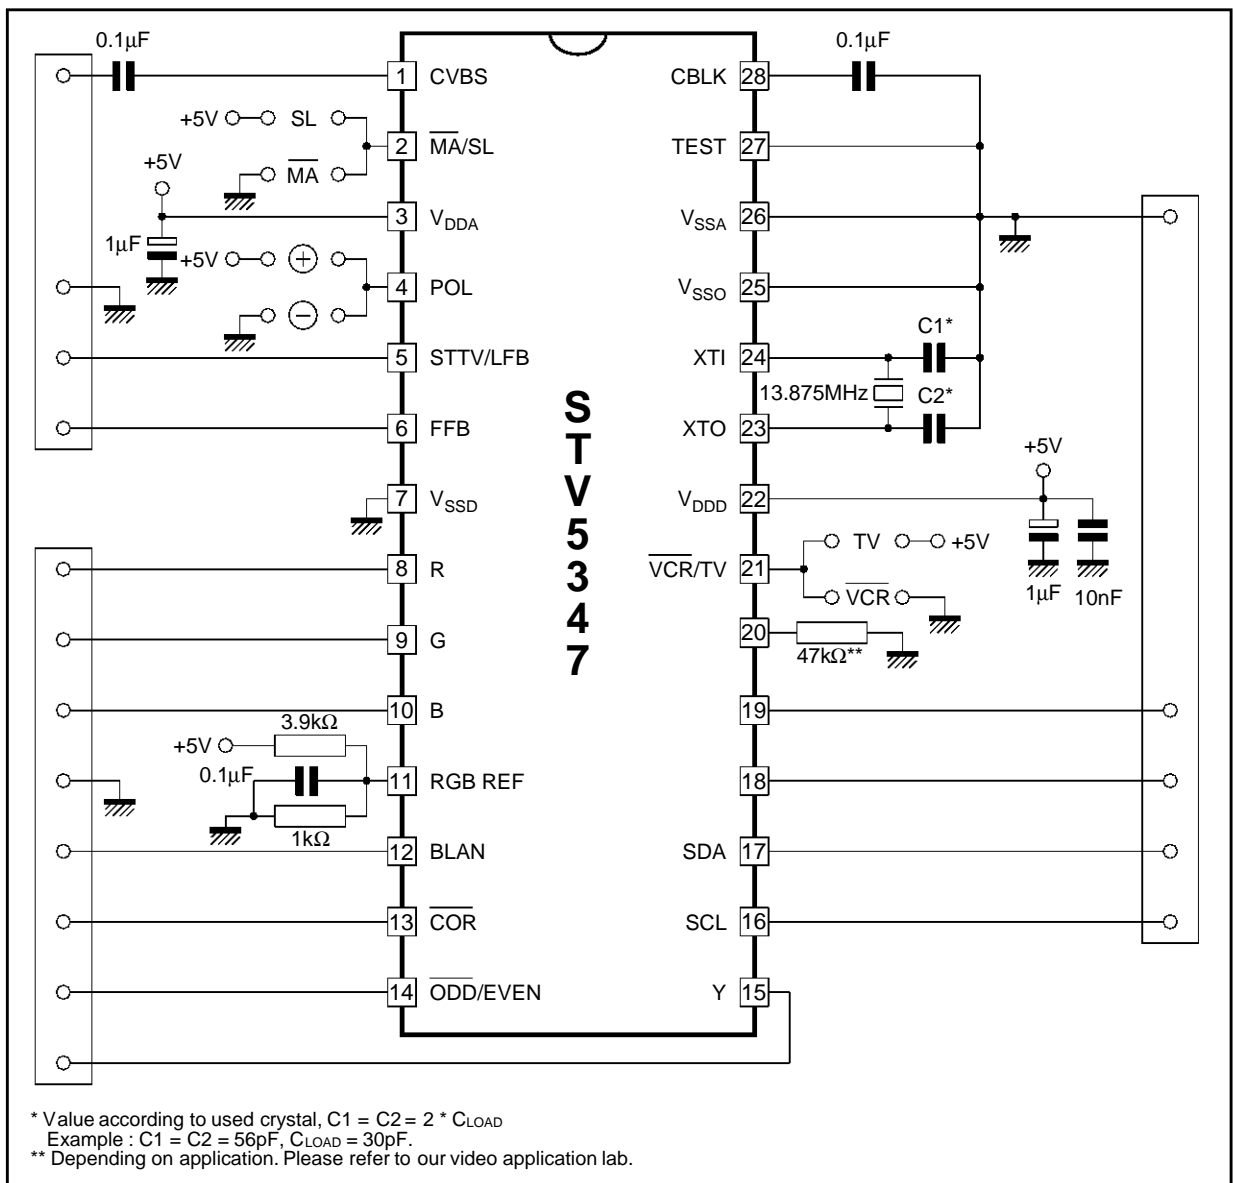 0.1µF
0.1µF
1 CVBS
CBLK 28
+5V SL
2 MA/SL
TEST 27
MA
+5V
3 VDDA
VSSA 26
1µF
+5V +
4 POL
VSSO 25
−
5 STTV/LFB
XTI 24
C1*
13.875MHz
C2*
6 FFB
XTO 23
+5V
7 VSSD
VDDD 22
TV +5V
8 R
VCR/TV 21
VCR
1µF 10nF
9 G
20
47kΩ**
10 B
19
3.9kΩ
+5V
0.1µF
11 RGB REF
18
1kΩ
12 BLAN
SDA 17
13 COR
SCL 16
14 ODD/EVEN
Y 15
STV5347
* Value according to used crystal, C1 = C2 = 2 * CLOAD
Example : C1 = C2 = 56pF, CLOAD = 30pF.
** Depending on application. Please refer to our video application lab.